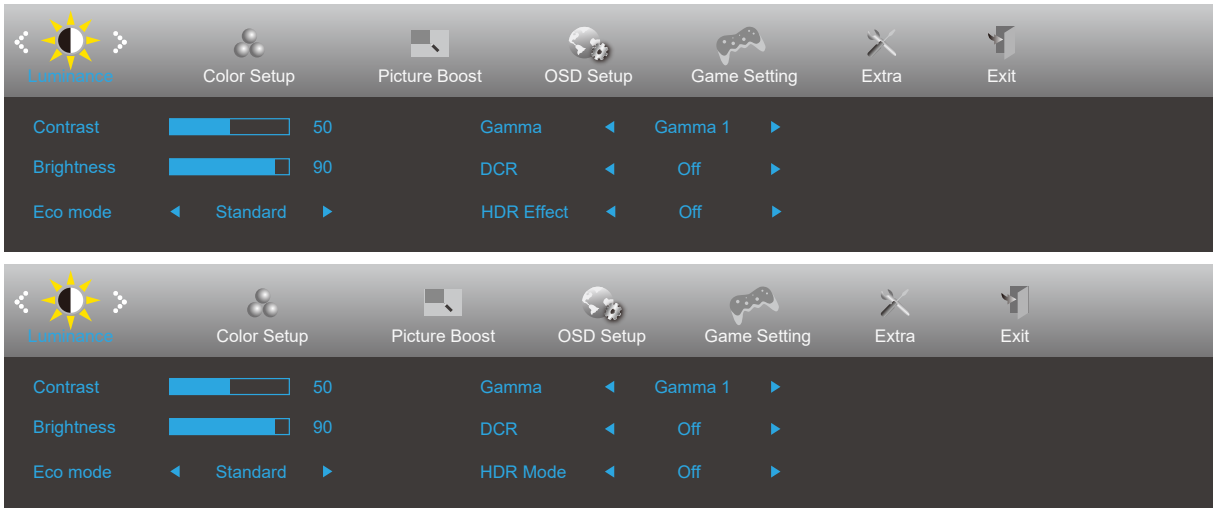 Luminance Color Setup Picture Boost OSD Setup Game Setting Extra Exit
Contrast 50 Gamma Gamma 1
Brightness 90 DCR Off
Eco mode Standard HDR Effect Off
Luminance Color Setup Picture Boost OSD Setup Game Setting Extra Exit
Contrast 50 Gamma Gamma 1
Brightness 90 DCR Off
Eco mode Standard HDR Mode Off